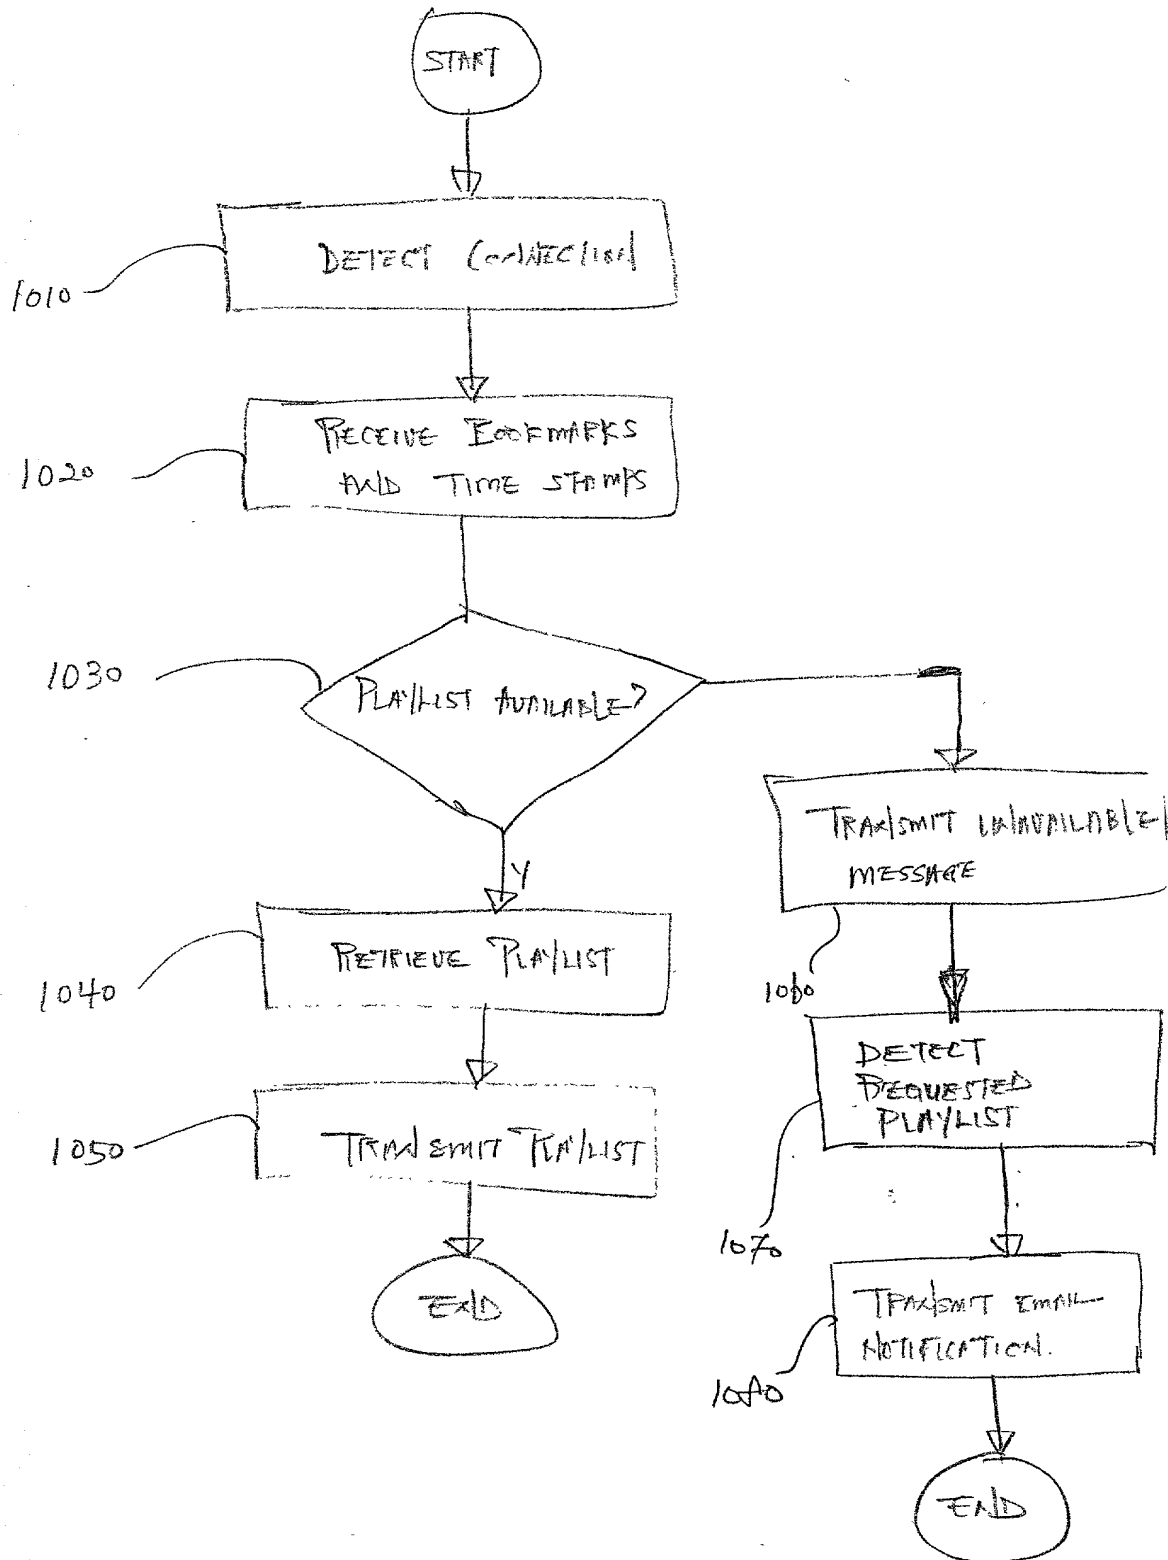 START
DETECT CONNECTION
1010
RECEIVE BOOKMARKS
AND TIME STAMPS
1020
1030
PLAYLIST AVAILABLE?
Y
TRANSMIT UNAVAILABLE
MESSAGE
1060
RETRIEVE PLAYLIST
1040
DETECT
REQUESTED
PLAYLIST
1070
TRANSMIT PLAYLIST
1050
TRANSMIT EMAIL
NOTIFICATION.
1080
END
END